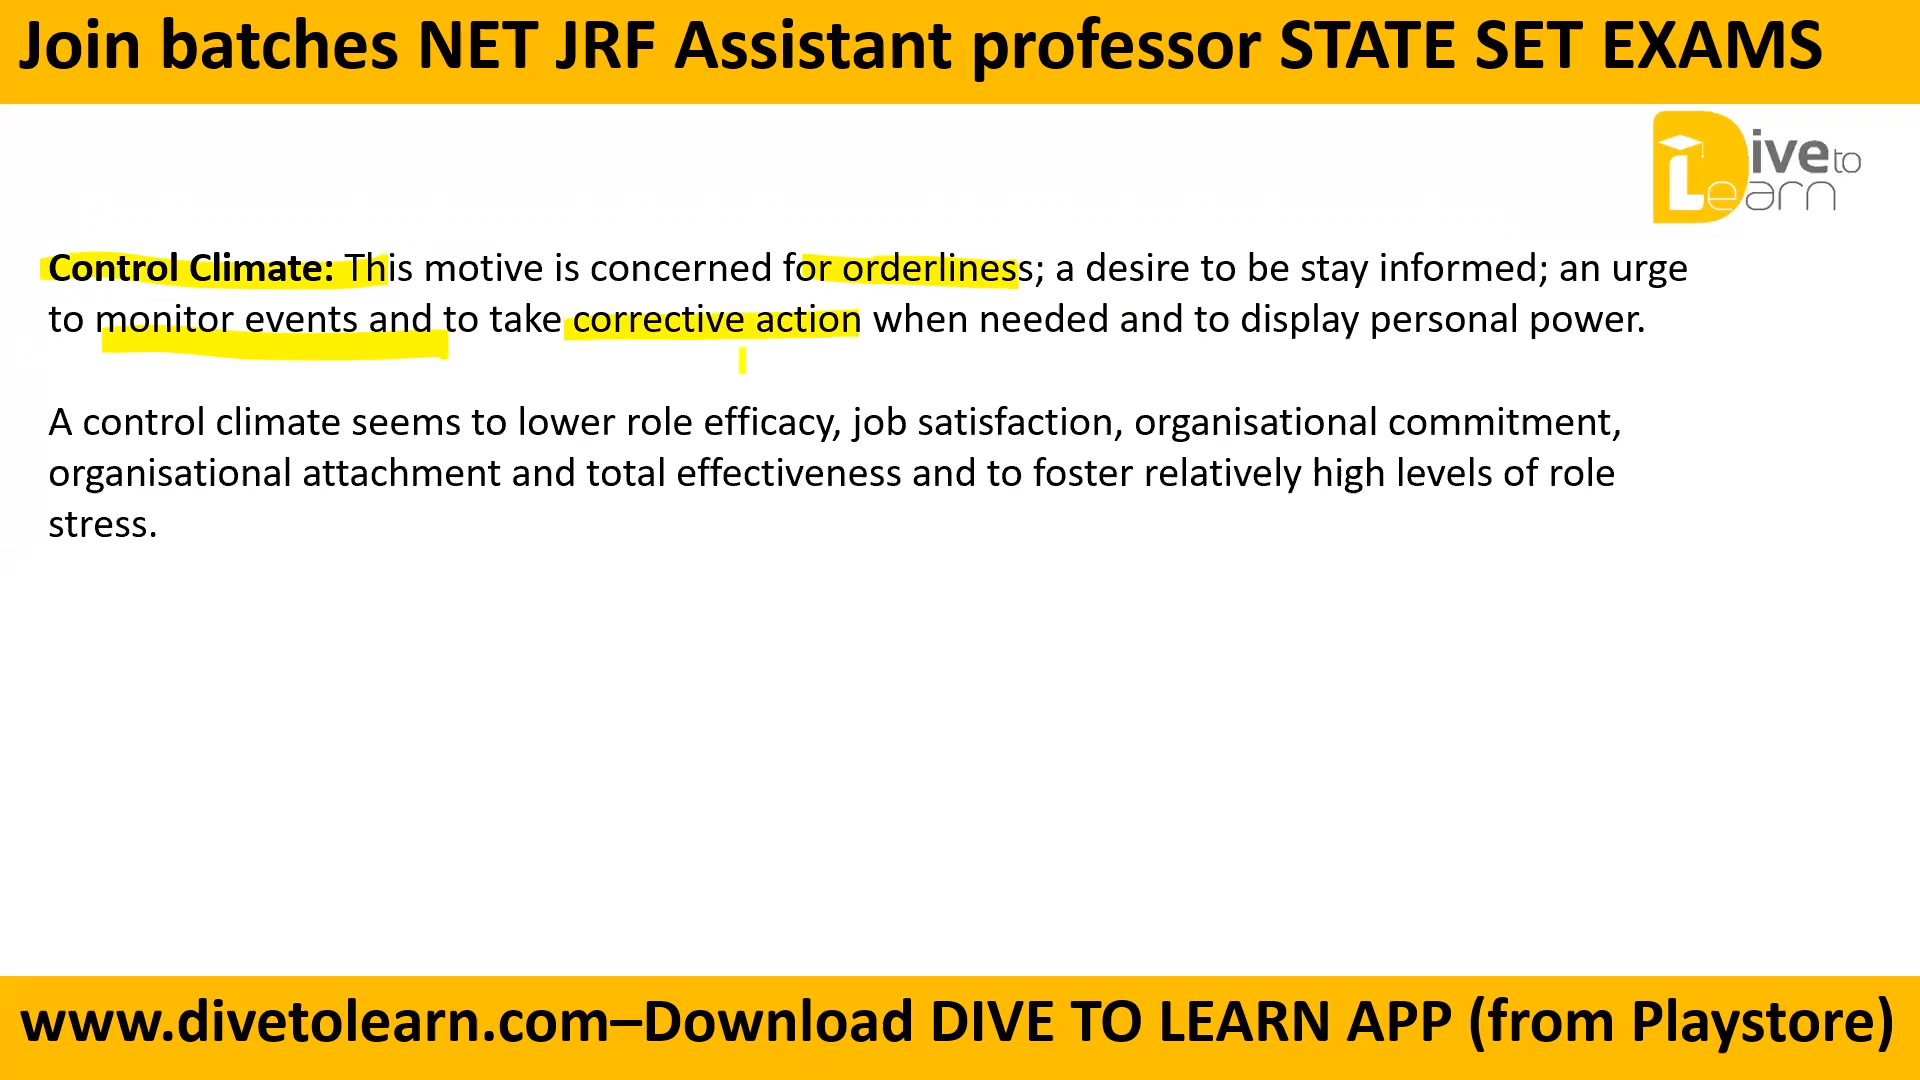 Join batches NET JRF Assistant professor STATE SET EXAMS
Dive to
Learn
Control Climate: This motive is concerned for orderliness; a desire to be stay informed; an urge
to monitor events and to take corrective action when needed and to display personal power.
A control climate seems to lower role efficacy, job satisfaction, organisational commitment,
organisational attachment and total effectiveness and to foster relatively high levels of role
stress.
www.divetolearn.com–Download DIVE TO LEARN APP (from Playstore)